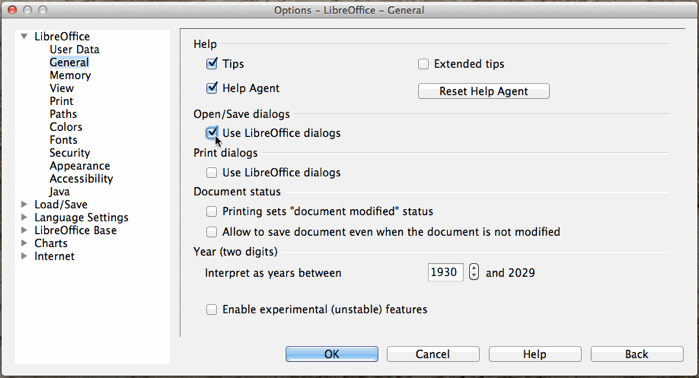 Options – LibreOffice – General
LibreOffice
User Data
General
Memory
View
Print
Paths
Colors
Fonts
Security
Appearance
Accessibility
Java
Load/Save
Language Settings
LibreOffice Base
Charts
Internet
Help
Tips
Extended tips
Help Agent
Reset Help Agent
Open/Save dialogs
Use LibreOffice dialogs
Print dialogs
Use LibreOffice dialogs
Document status
Printing sets "document modified" status
Allow to save document even when the document is not modified
Year (two digits)
Interpret as years between 1930 and 2029
Enable experimental (unstable) features
OK Cancel Help Back